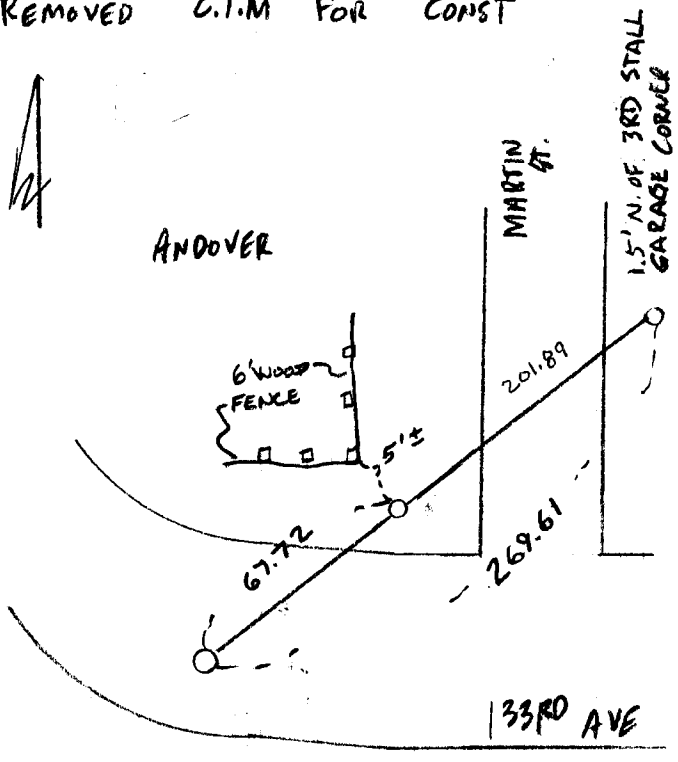 REMOVED C.I.M FOR CONST
1.5' N. OF 3RD STALL
GARAGE CORNER
MARTIN
ST.
ANDOVER
6' WOOD
FENCE
5'±
201.89
67.72
269.61
133RD AVE